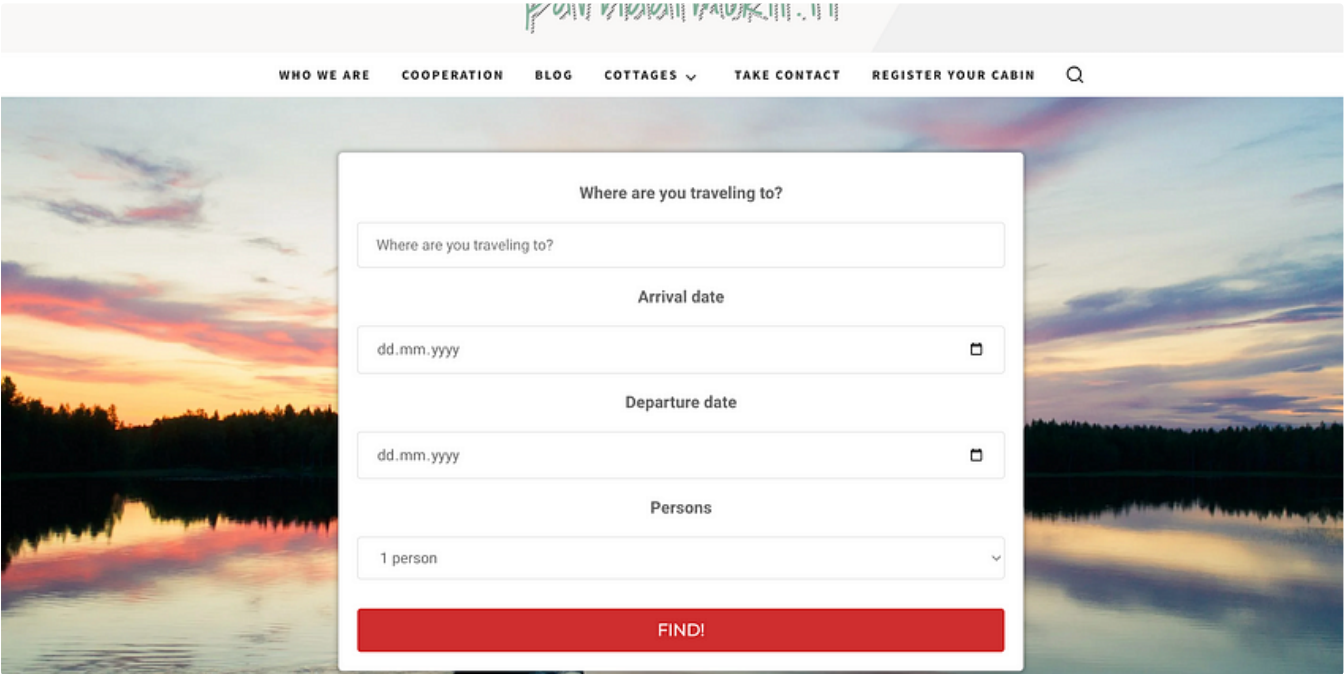 WHO WE ARE COOPERATION BLOG COTTAGES TAKE CONTACT REGISTER YOUR CABIN
Where are you traveling to?
Where are you traveling to?
Arrival date
dd.mm.yyyy
Departure date
dd.mm.yyyy
Persons
1 person
FIND!